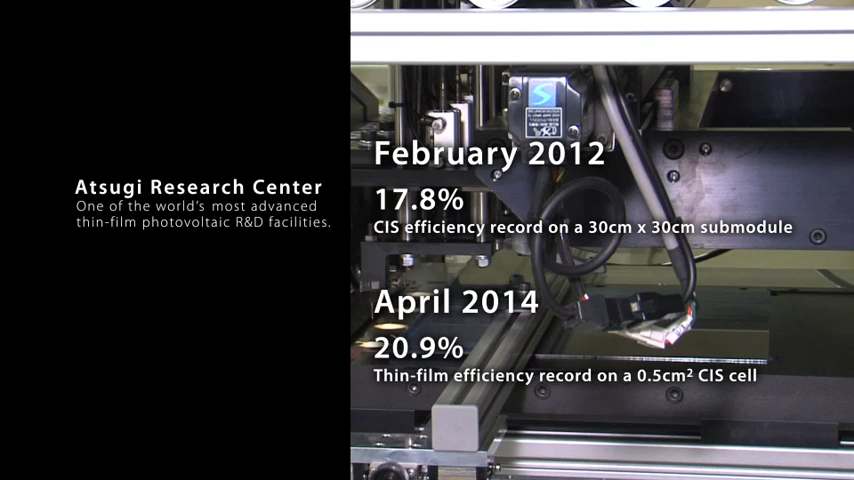 Atsugi Research Center
One of the world's most advanced
thin-film photovoltaic R&D facilities.
February 2012
17.8%
CIS efficiency record on a 30cm x 30cm submodule
April 2014
20.9%
Thin-film efficiency record on a 0.5cm² CIS cell